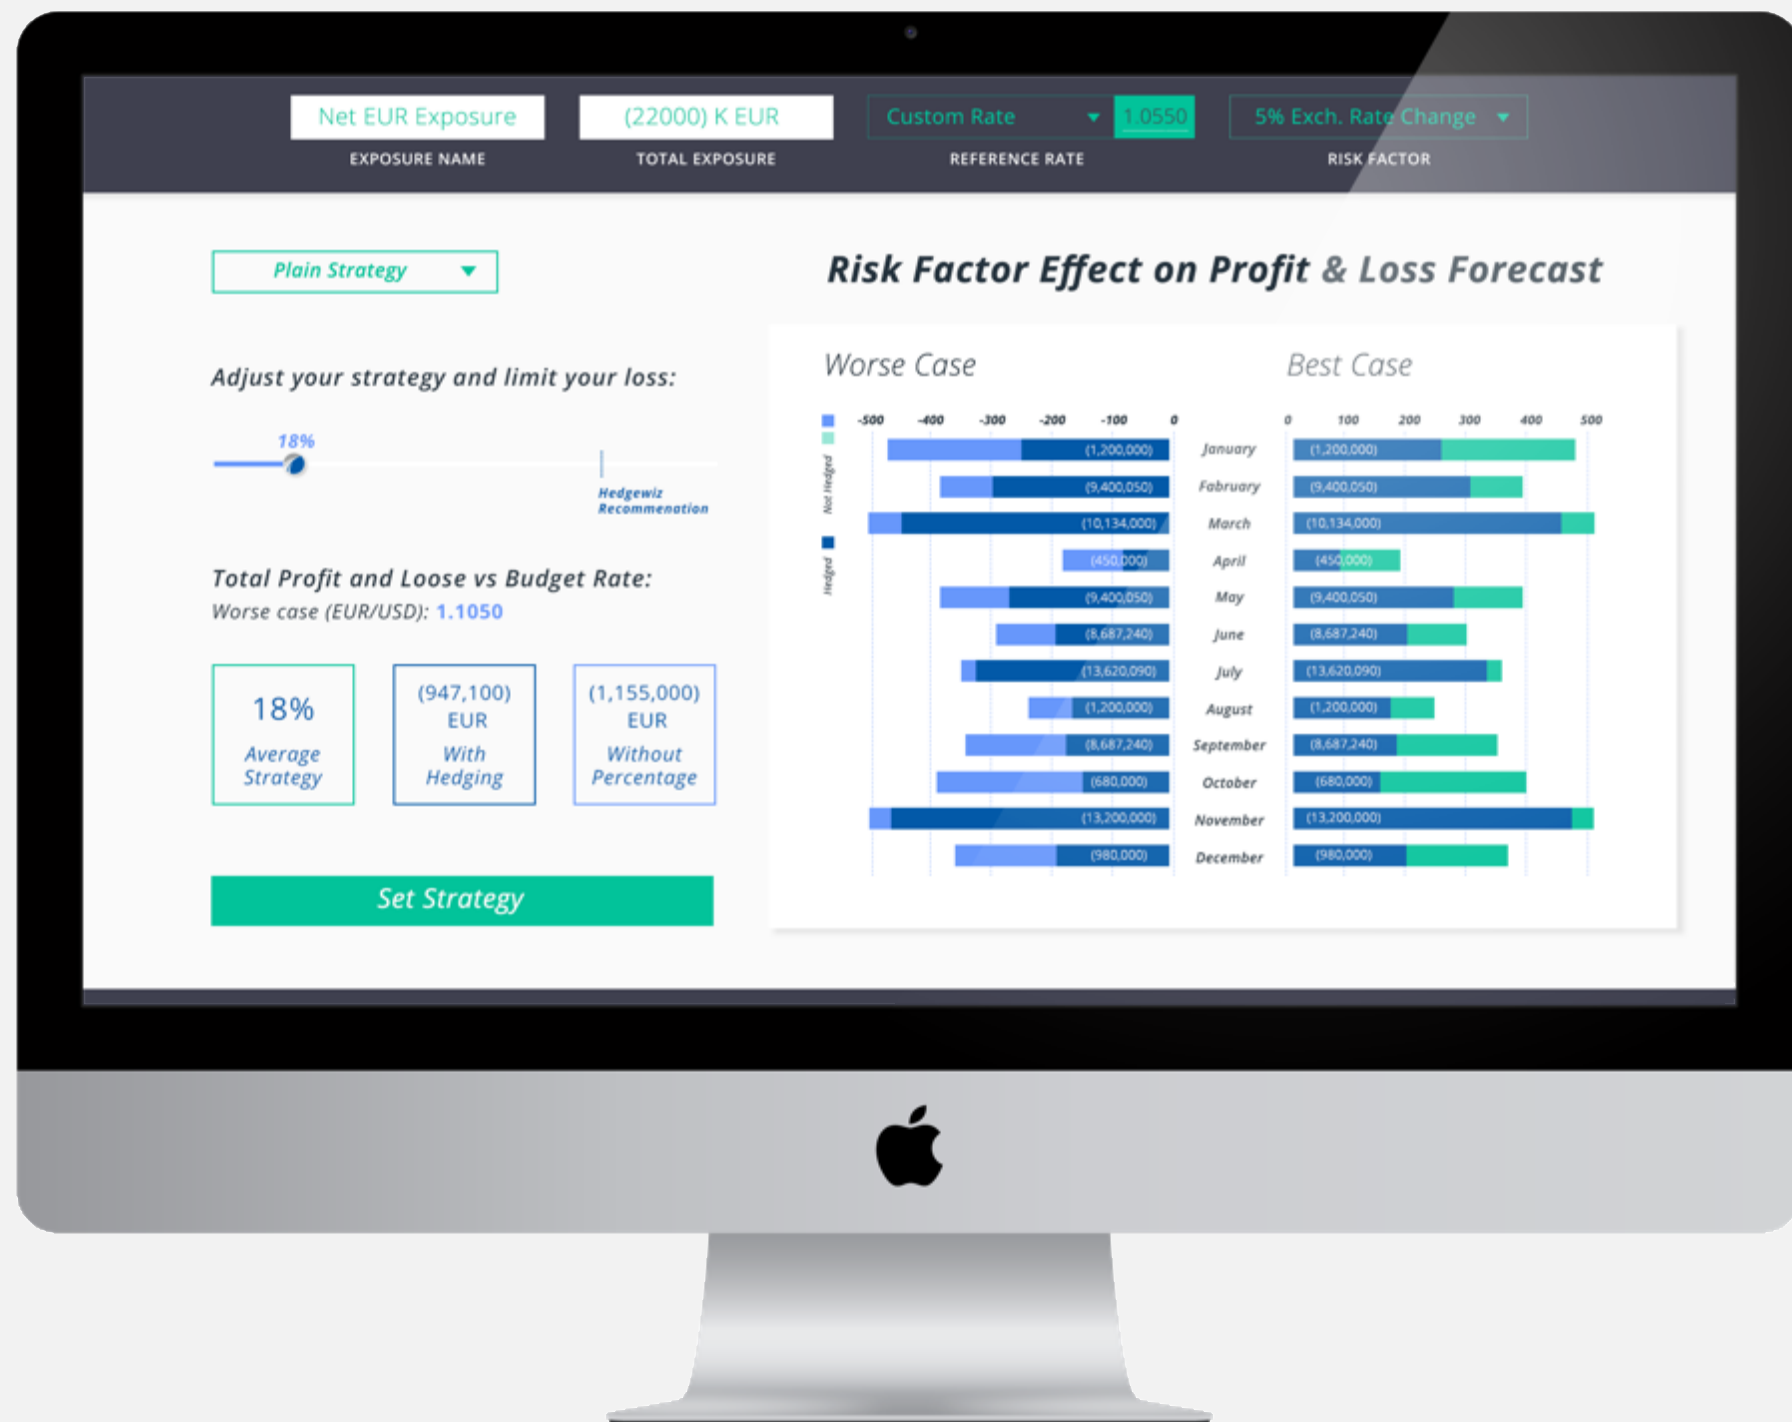 Net EUR Exposure
(22000) K EUR
Custom Rate
1.0550
5% Exch. Rate Change
EXPOSURE NAME
TOTAL EXPOSURE
REFERENCE RATE
RISK FACTOR
Plain Strategy
Adjust your strategy and limit your loss:
18%
Hedgewiz
Recommenation
Total Profit and Loose vs Budget Rate:
Worse case (EUR/USD): 1.1050
18%
Average
Strategy
(947,100)
EUR
With
Hedging
(1,155,000)
EUR
Without
Percentage
Set Strategy
Risk Factor Effect on Profit & Loss Forecast
Worse Case
Best Case
Not Hedged
Hedged
-500 -400 -300 -200 -100 0
0 100 200 300 400 500
(1,200,000) January (1,200,000)
(9,400,050) Fabruary (9,400,050)
(10,134,000) March (10,134,000)
(450,000) April (450,000)
(9,400,050) May (9,400,050)
(8,687,240) June (8,687,240)
(13,620,090) July (13,620,090)
(1,200,000) August (1,200,000)
(8,687,240) September (8,687,240)
(680,000) October (680,000)
(13,200,000) November (13,200,000)
(980,000) December (980,000)